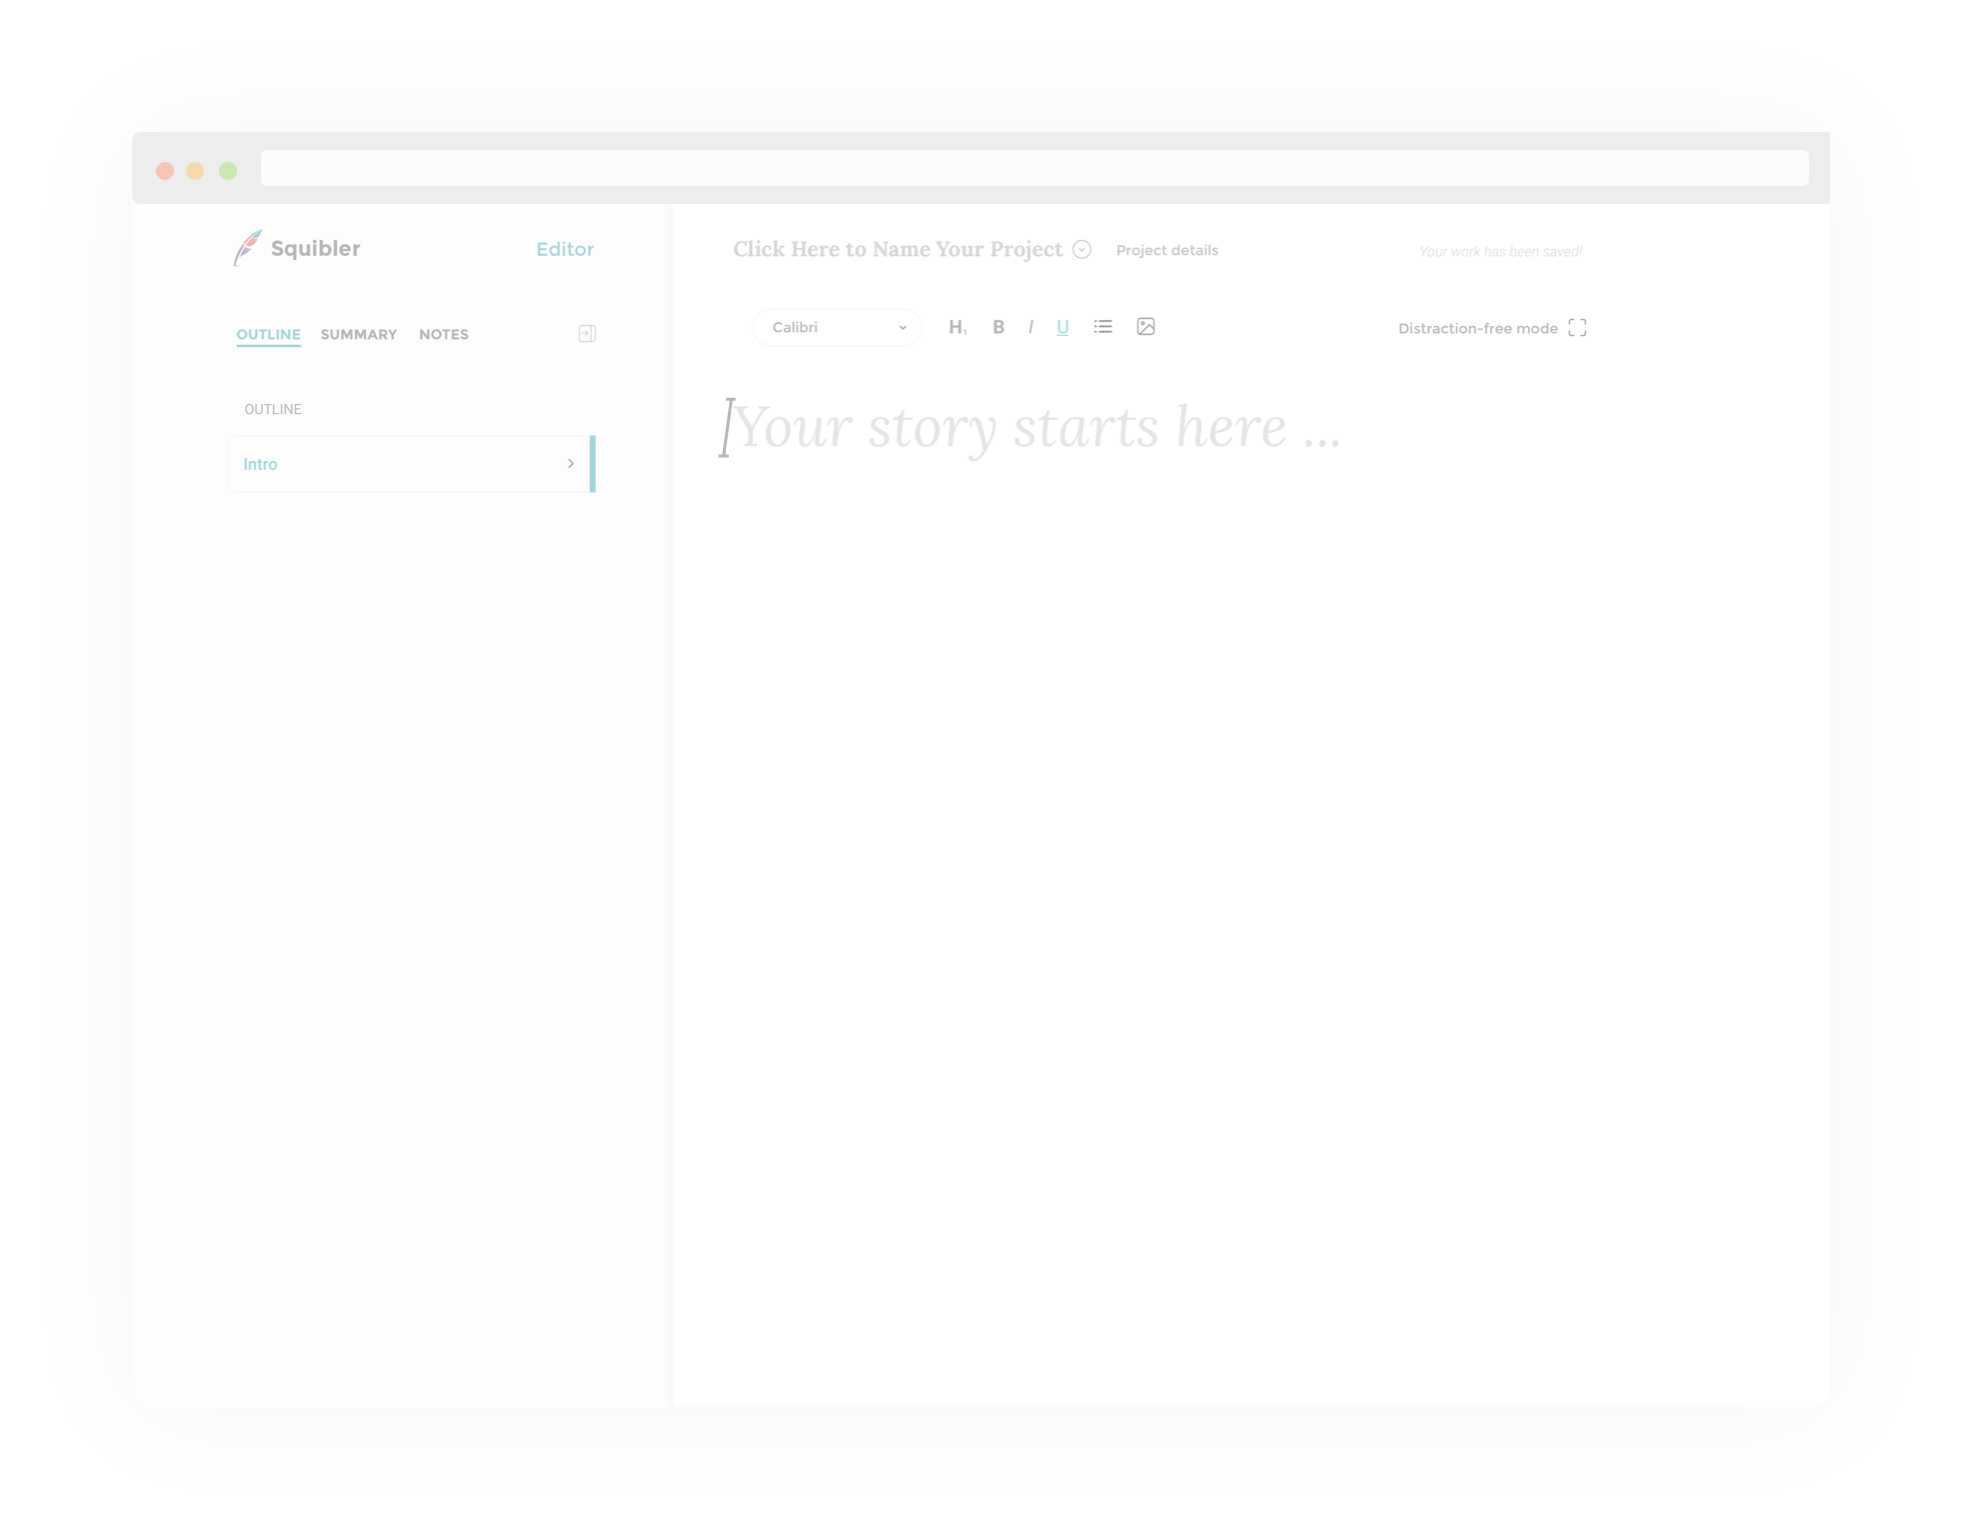 Squibler
Editor
Click Here to Name Your Project
Project details
Your work has been saved!
OUTLINE SUMMARY NOTES
Calibri
H1 B I U
Distraction-free mode
OUTLINE
Intro
Your story starts here ...